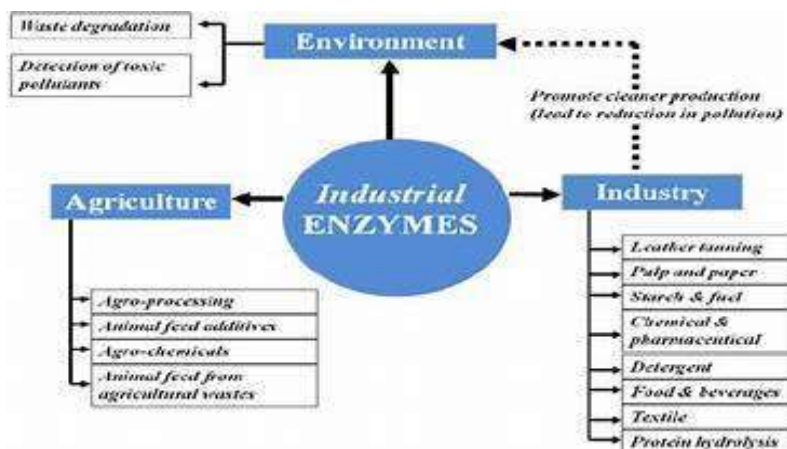 Waste degradation
Detection of toxic
pollutants
Environment
Promote cleaner production
(lead to reduction in pollution)
Agriculture
Industrial
ENZYMES
Industry
Agro-processing
Animal feed additives
Agro-chemicals
Animal feed from
agricultural wastes
Leather tanning
Pulp and paper
Starch & fuel
Chemical &
pharmaceutical
Detergent
Food & beverages
Textile
Protein hydrolysis